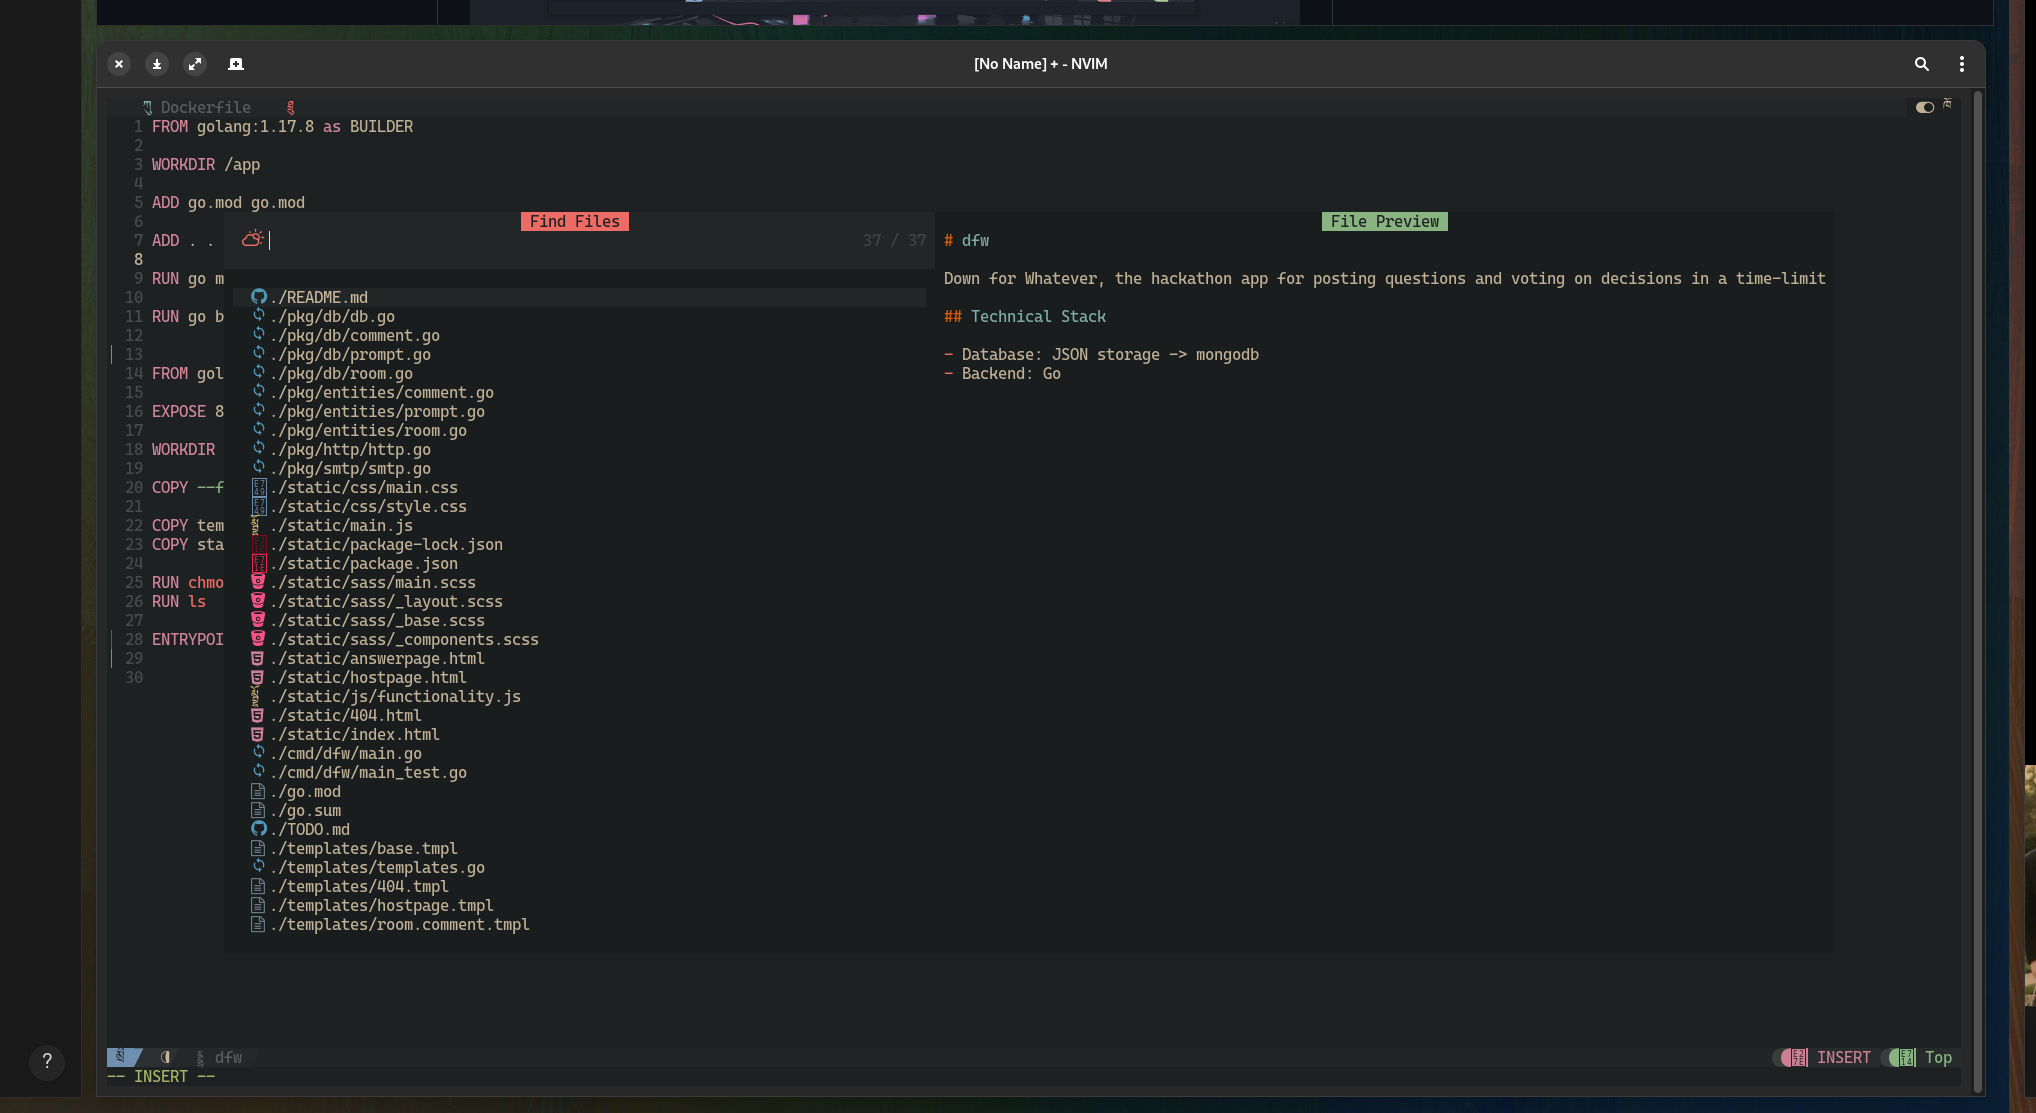 [No Name] + - NVIM
Dockerfile
1 FROM golang:1.17.8 as BUILDER
2
3 WORKDIR /app
4
5 ADD go.mod go.mod
6
7 ADD . .
8
9 RUN go m
10
11 RUN go b
12
13
14 FROM gol
15
16 EXPOSE 8
17
18 WORKDIR
19
20 COPY --f
21
22 COPY tem
23 COPY sta
24
25 RUN chmo
26 RUN ls
27
28 ENTRYPOI
29
30
Find Files
37 / 37
./README.md
./pkg/db/db.go
./pkg/db/comment.go
./pkg/db/prompt.go
./pkg/db/room.go
./pkg/entities/comment.go
./pkg/entities/prompt.go
./pkg/entities/room.go
./pkg/http/http.go
./pkg/smtp/smtp.go
./static/css/main.css
./static/css/style.css
./static/main.js
./static/package-lock.json
./static/package.json
./static/sass/main.scss
./static/sass/_layout.scss
./static/sass/_base.scss
./static/sass/_components.scss
./static/answerpage.html
./static/hostpage.html
./static/js/functionality.js
./static/404.html
./static/index.html
./cmd/dfw/main.go
./cmd/dfw/main_test.go
./go.mod
./go.sum
./TODO.md
./templates/base.tmpl
./templates/templates.go
./templates/404.tmpl
./templates/hostpage.tmpl
./templates/room.comment.tmpl
File Preview
# dfw
Down for Whatever, the hackathon app for posting questions and voting on decisions in a time-limit
## Technical Stack
- Database: JSON storage -> mongodb
- Backend: Go
?
dfw
INSERT
Top
-- INSERT --